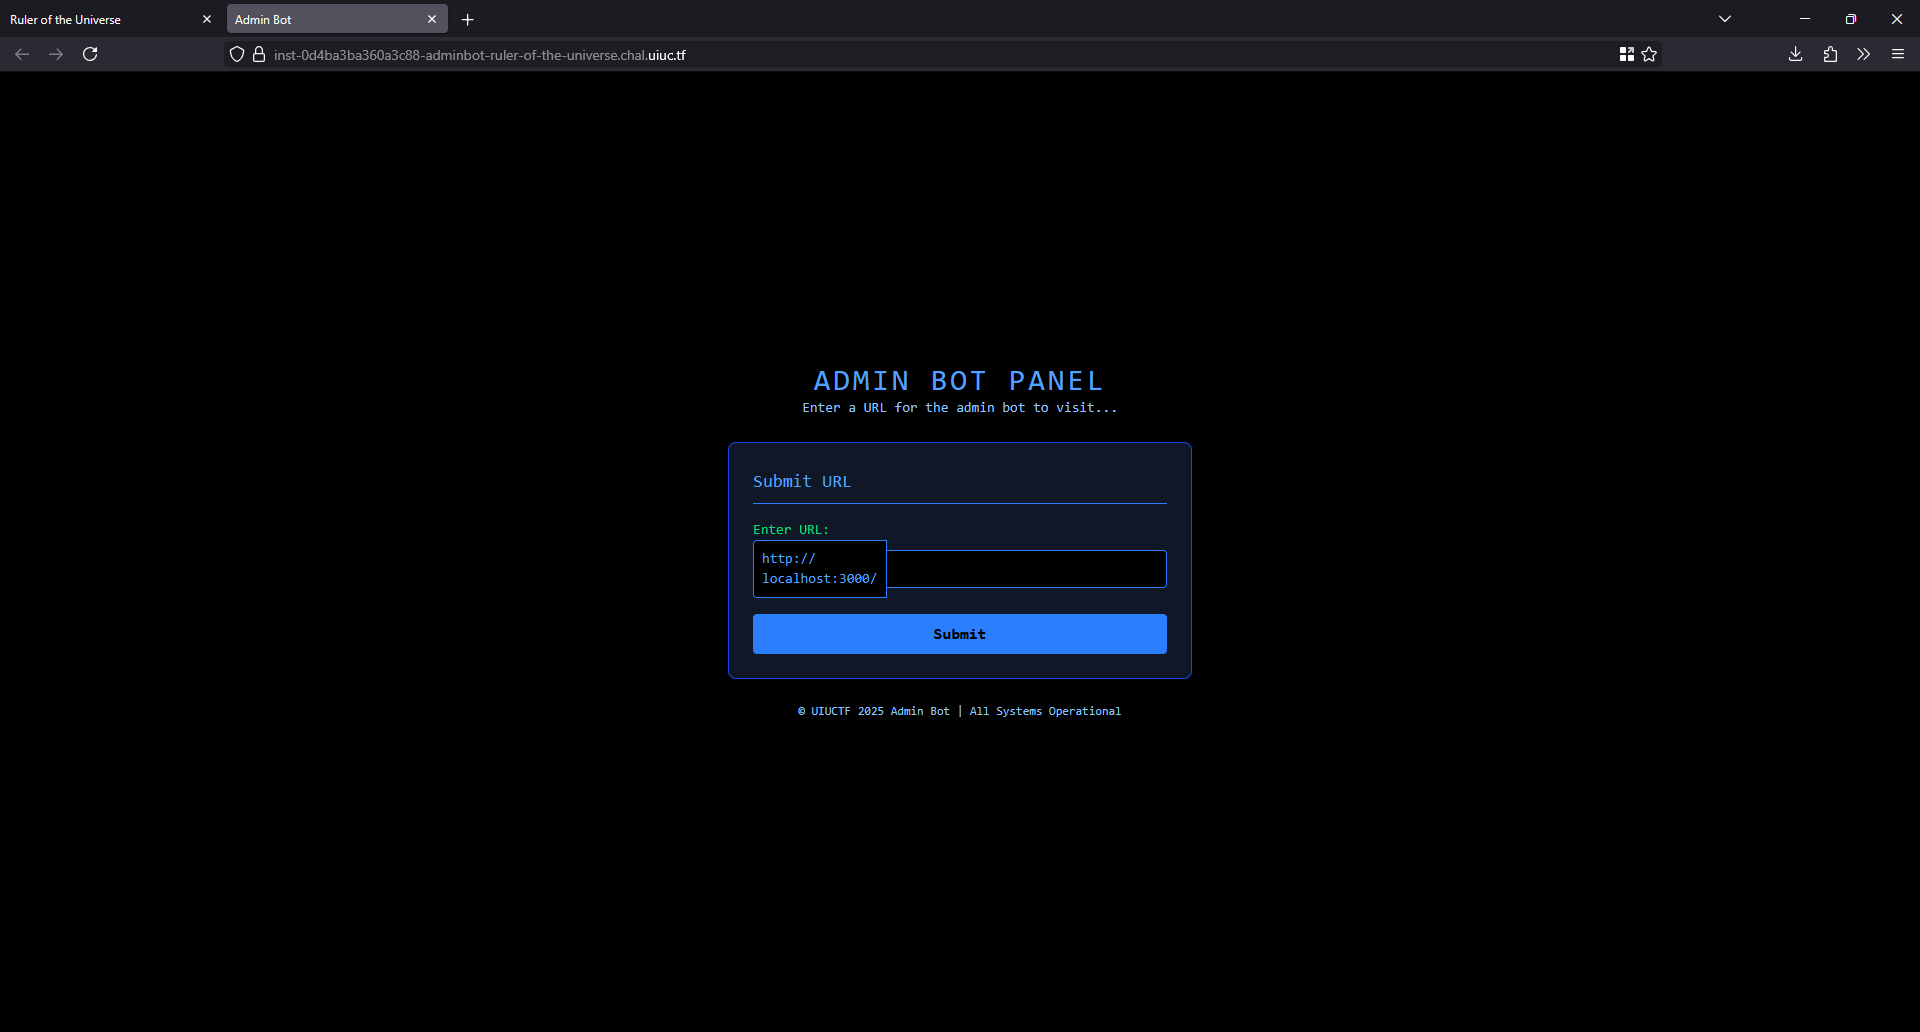 Ruler of the Universe
Admin Bot
inst-0d4ba3ba360a3c88-adminbot-ruler-of-the-universe.chal.uiuc.tf
ADMIN BOT PANEL
Enter a URL for the admin bot to visit...
Submit URL
Enter URL:
http://
localhost:3000/
Submit
© UIUCTF 2025 Admin Bot | All Systems Operational